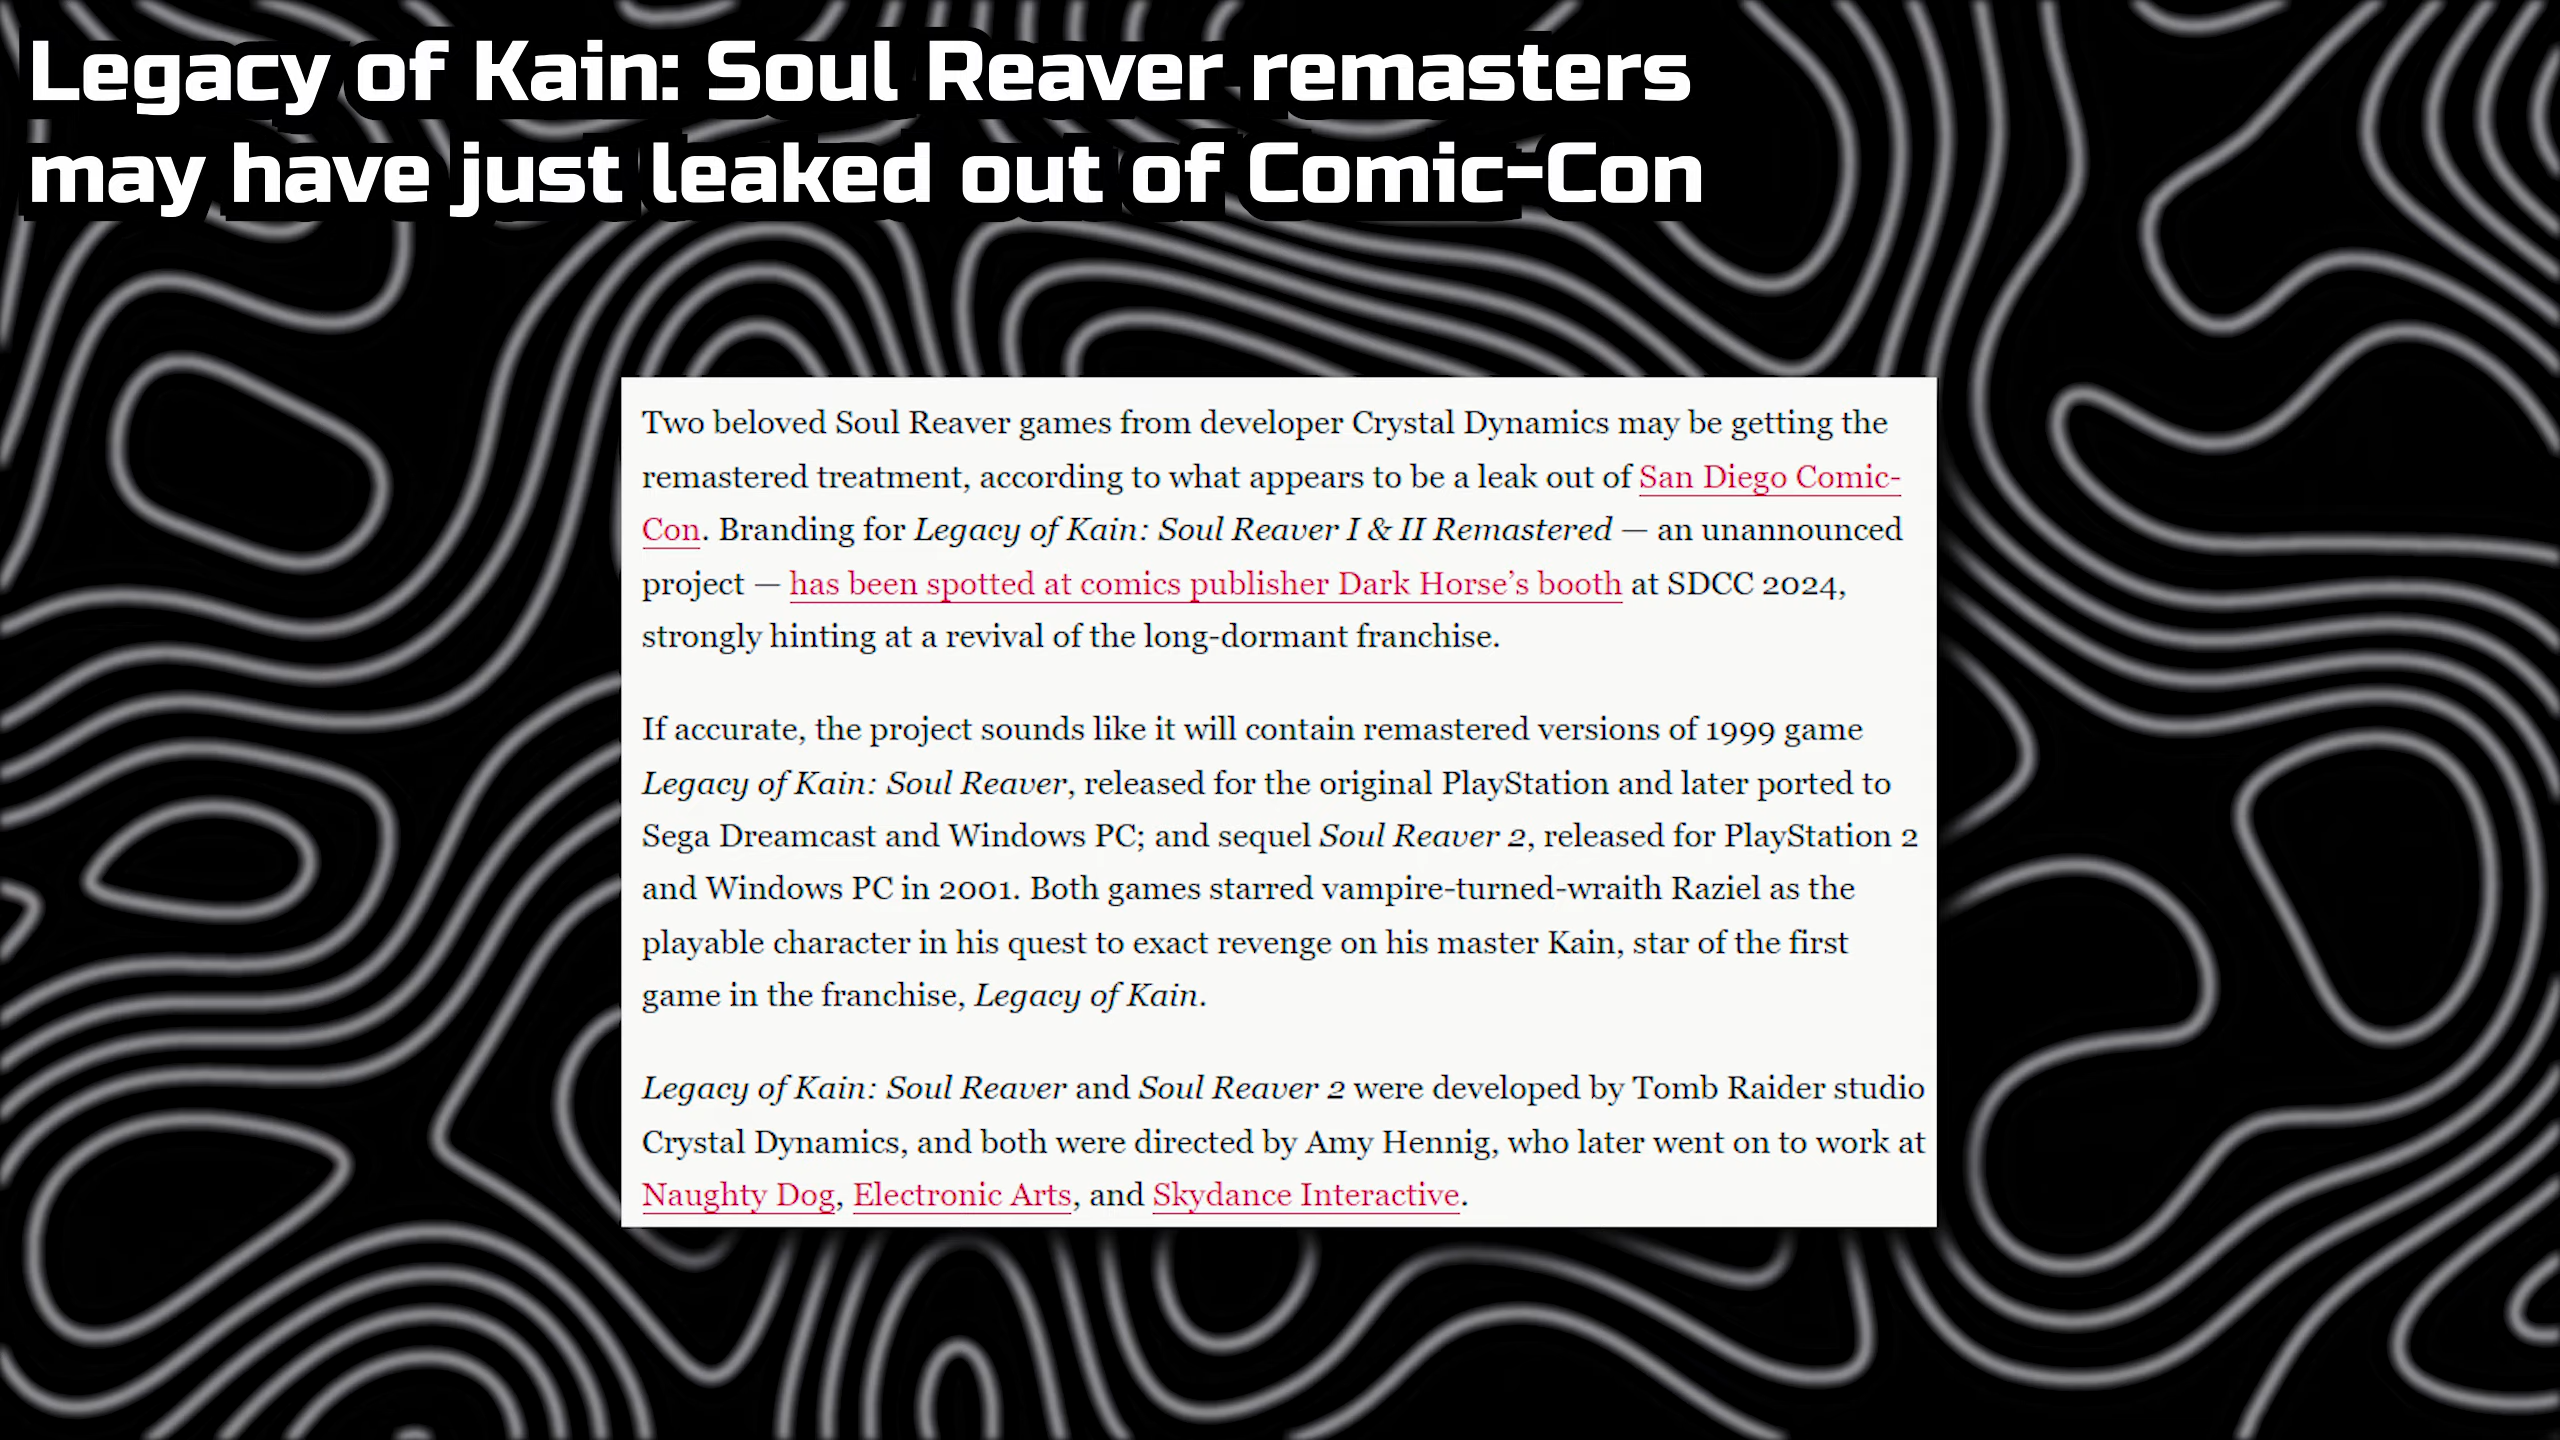 Legacy of Kain: Soul Reaver remasters
may have just leaked out of Comic-Con
Two beloved Soul Reaver games from developer Crystal Dynamics may be getting the
remastered treatment, according to what appears to be a leak out of San Diego Comic-
Con. Branding for Legacy of Kain: Soul Reaver I & II Remastered — an unannounced
project — has been spotted at comics publisher Dark Horse’s booth at SDCC 2024,
strongly hinting at a revival of the long-dormant franchise.
If accurate, the project sounds like it will contain remastered versions of 1999 game
Legacy of Kain: Soul Reaver, released for the original PlayStation and later ported to
Sega Dreamcast and Windows PC; and sequel Soul Reaver 2, released for PlayStation 2
and Windows PC in 2001. Both games starred vampire-turned-wraith Raziel as the
playable character in his quest to exact revenge on his master Kain, star of the first
game in the franchise, Legacy of Kain.
Legacy of Kain: Soul Reaver and Soul Reaver 2 were developed by Tomb Raider studio
Crystal Dynamics, and both were directed by Amy Hennig, who later went on to work at
Naughty Dog, Electronic Arts, and Skydance Interactive.